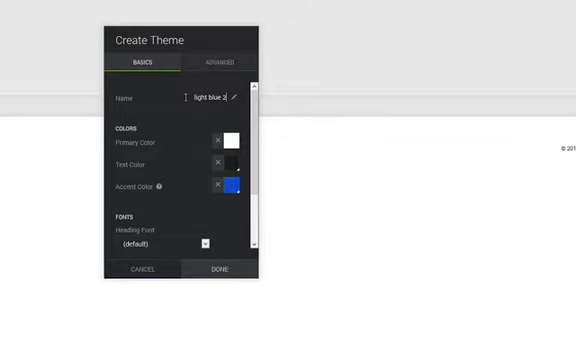 Create Theme
BASICS ADVANCED
Name light blue 2
COLORS
Primary Color
Text Color
Accent Color
FONTS
Heading Font
(default)
CANCEL DONE
© 201